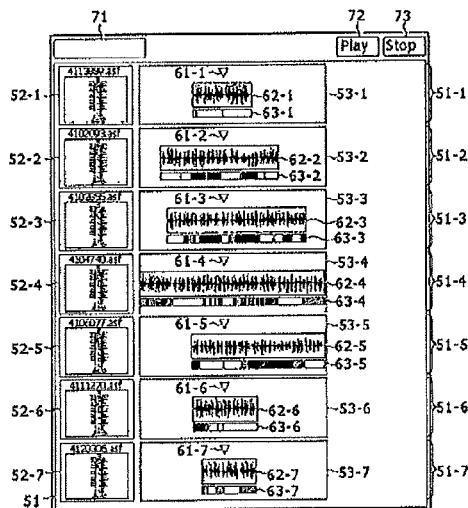 71 72 73
Play Stop
52-1 61-1 62-1 63-1 53-1 51-1
52-2 61-2 62-2 63-2 53-2 51-2
52-3 61-3 62-3 63-3 53-3 51-3
4104740.asf
52-4 61-4 62-4 63-4 53-4 51-4
4106077.asf
52-5 61-5 62-5 63-5 53-5 51-5
52-6 61-6 62-6 63-6 53-6 51-6
52-7 61-7 62-7 63-7 53-7 51-7
51